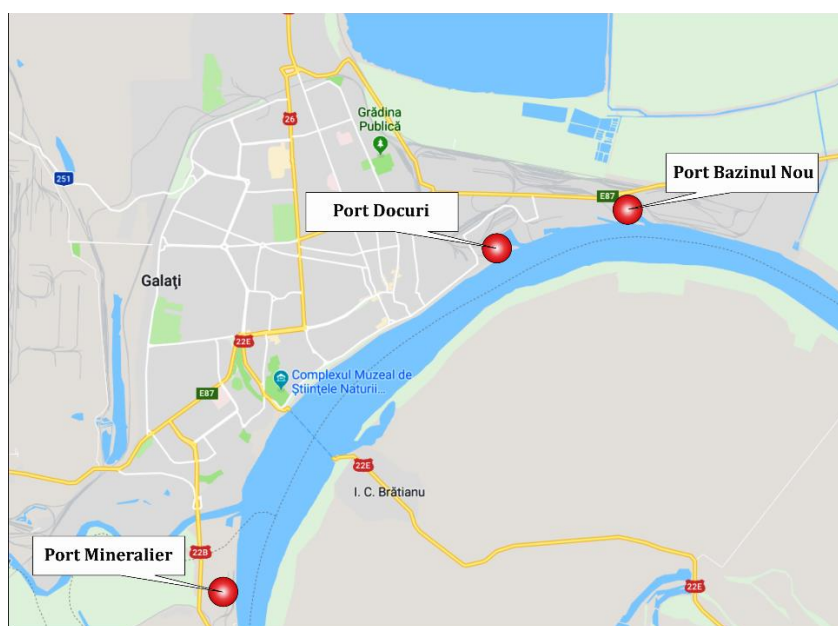 26
Grădina
Publică
251
Port Bazinul Nou
E87
Port Docuri
Galaţi
22E
Complexul Muzeal de
Științele Naturii...
E87
22E
I. C. Brătianu
Port Mineralier
22B
22E